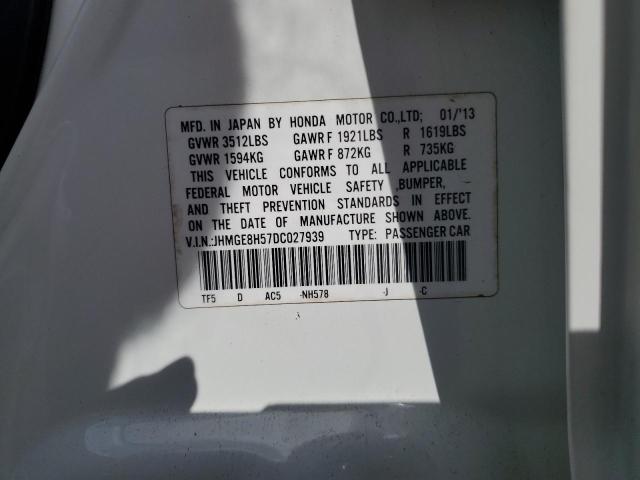 MFD. IN JAPAN BY HONDA MOTOR CO.,LTD; 01/'13
GVWR 3512LBS GAWR F 1921LBS R 1619LBS
GVWR 1594KG GAWR F 872KG R 735KG
THIS VEHICLE CONFORMS TO ALL APPLICABLE
FEDERAL MOTOR VEHICLE SAFETY ,BUMPER,
AND THEFT PREVENTION STANDARDS IN EFFECT
ON THE DATE OF MANUFACTURE SHOWN ABOVE.
V.I.N.:JHMGE8H57DC027939 TYPE: PASSENGER CAR
TF5 D AC5 -NH578 -J -C